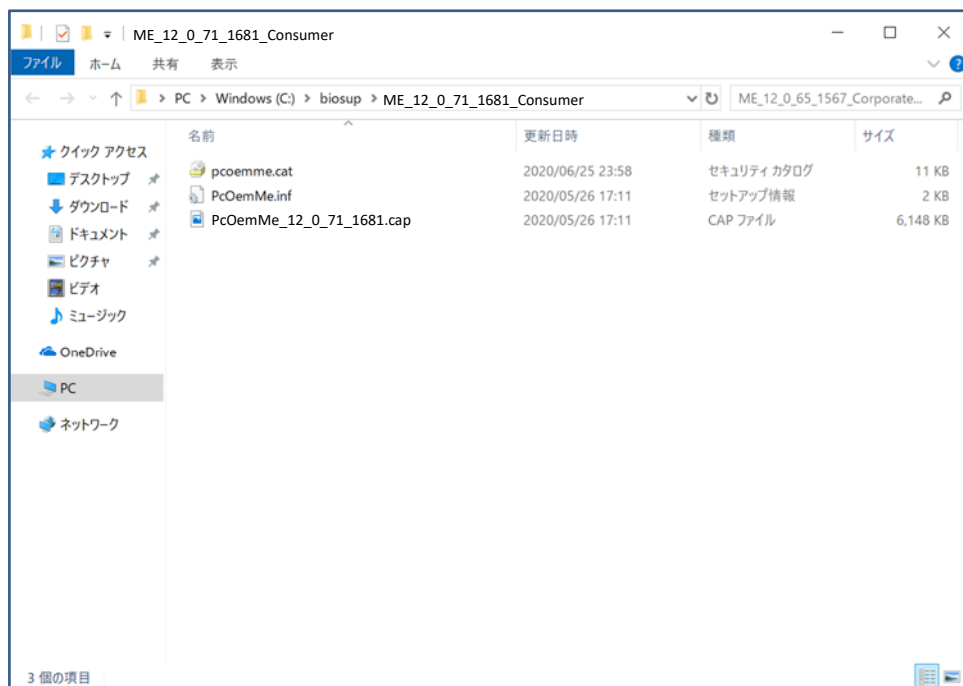 ME_12_0_71_1681_Consumer
ファイル ホーム 共有 表示
PC > Windows (C:) > biosup > ME_12_0_71_1681_Consumer
ME_12_0_65_1567_Corporate...
名前 更新日時 種類 サイズ
クイック アクセス
デスクトップ
ダウンロード
ドキュメント
ピクチャ
ビデオ
ミュージック
OneDrive
PC
ネットワーク
pcoemme.cat 2020/06/25 23:58 セキュリティ カタログ 11 KB
PcOemMe.inf 2020/05/26 17:11 セットアップ情報 2 KB
PcOemMe_12_0_71_1681.cap 2020/05/26 17:11 CAP ファイル 6,148 KB
3 個の項目